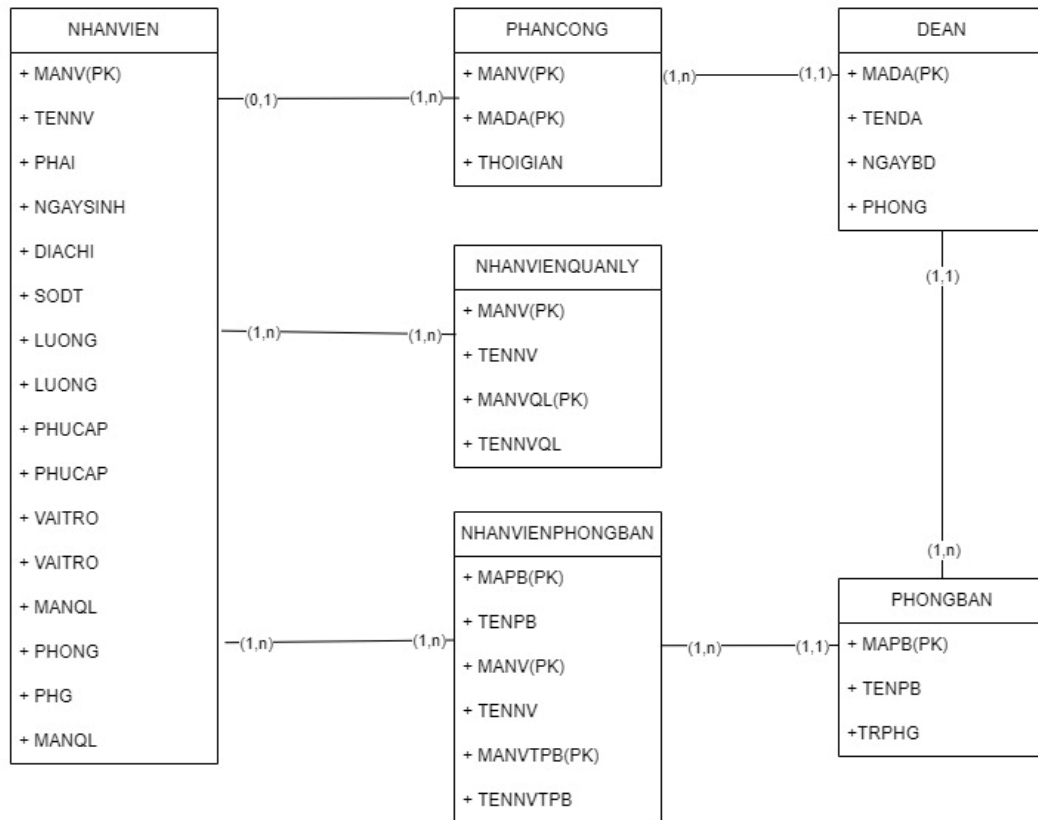 NHANVIEN
+ MANV(PK)
+ TENNV
+ PHAI
+ NGAYSINH
+ DIACHI
+ SODT
+ LUONG
+ LUONG
+ PHUCAP
+ PHUCAP
+ VAITRO
+ VAITRO
+ MANQL
+ PHONG
+ PHG
+ MANQL
(0,1)
(1,n)
(1,n)
(1,n)
(1,n)
(1,n)
PHANCONG
+ MANV(PK)
+ MADA(PK)
+ THOIGIAN
(1,n)
(1,1)
NHANVIENQUANLY
+ MANV(PK)
+ TENNV
+ MANVQL(PK)
+ TENNVQL
NHANVIENPHONGBAN
+ MAPB(PK)
+ TENPB
+ MANV(PK)
+ TENNV
+ MANVTPB(PK)
+ TENNVTPB
(1,n)
(1,1)
DEAN
+ MADA(PK)
+ TENDA
+ NGAYBD
+ PHONG
(1,1)
(1,n)
PHONGBAN
+ MAPB(PK)
+ TENPB
+TRPHG